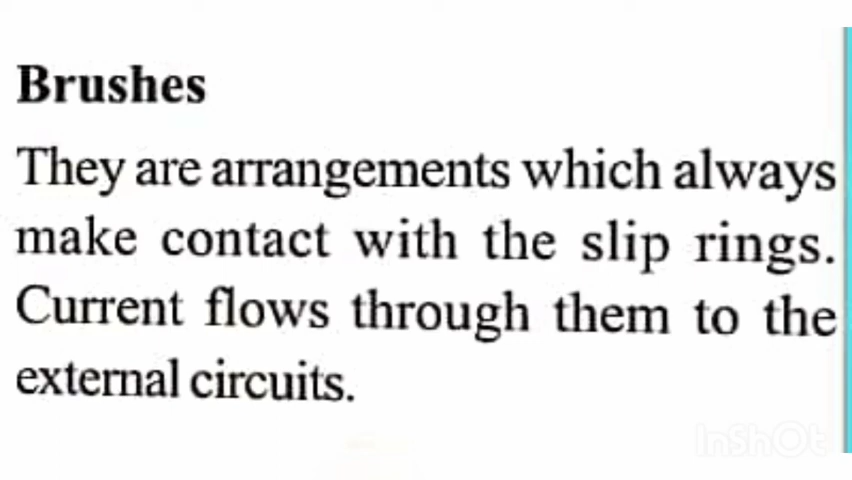 Brushes
They are arrangements which always
make contact with the slip rings.
Current flows through them to the
external circuits.
InShOt